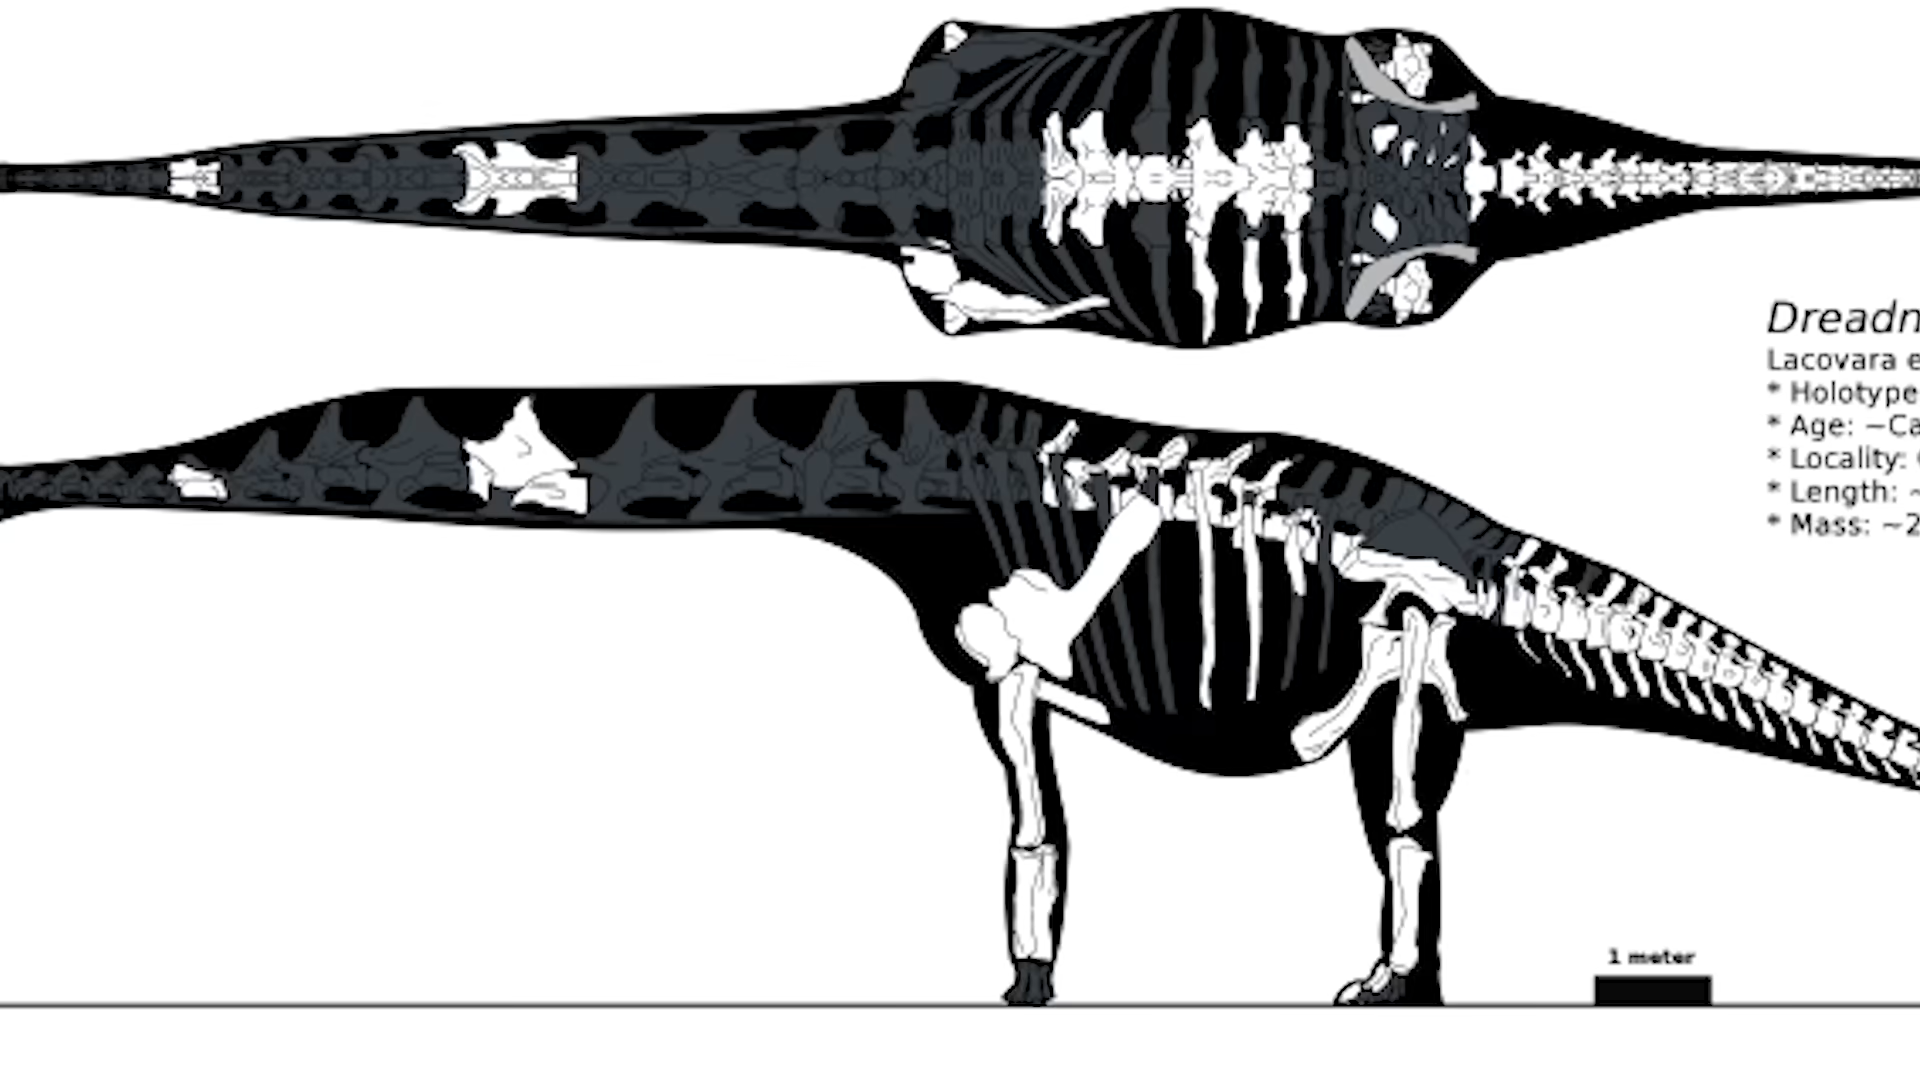 Dreadn
Lacovara e
* Holotype
* Age: ~Ca
* Locality:
* Length: ~
* Mass: ~2
1 meter